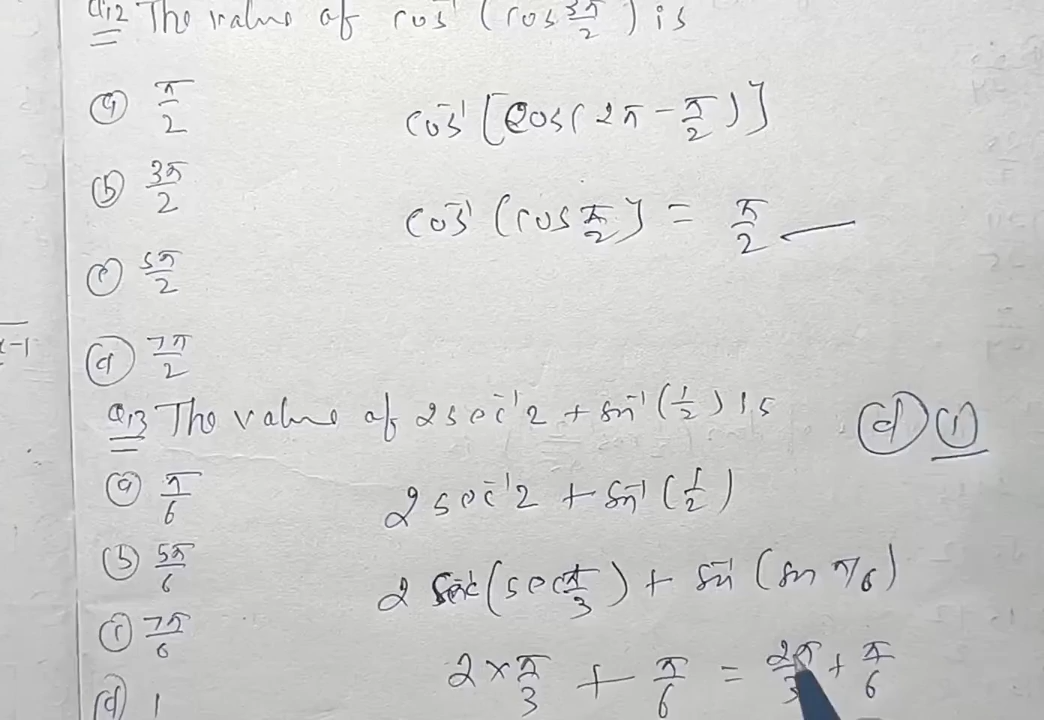 Q.12 The value of cos⁻¹(cos 3π/2) is
(a) π/2
cos⁻¹[cos(2π - π/2)]
(b) 3π/2
cos⁻¹(cos π/2) = π/2
(c) 5π/2
(d) 7π/2
Q.13 The value of 2sec⁻¹2 + sin⁻¹(1/2) is
(d) (1)
(a) π/6
2sec⁻¹2 + sin⁻¹(1/2)
(b) 5π/6
2 sec⁻¹(sec π/3) + sin⁻¹(sin π/6)
(c) 7π/6
2×π/3 + π/6 = 2π/3 + π/6
(d) 1